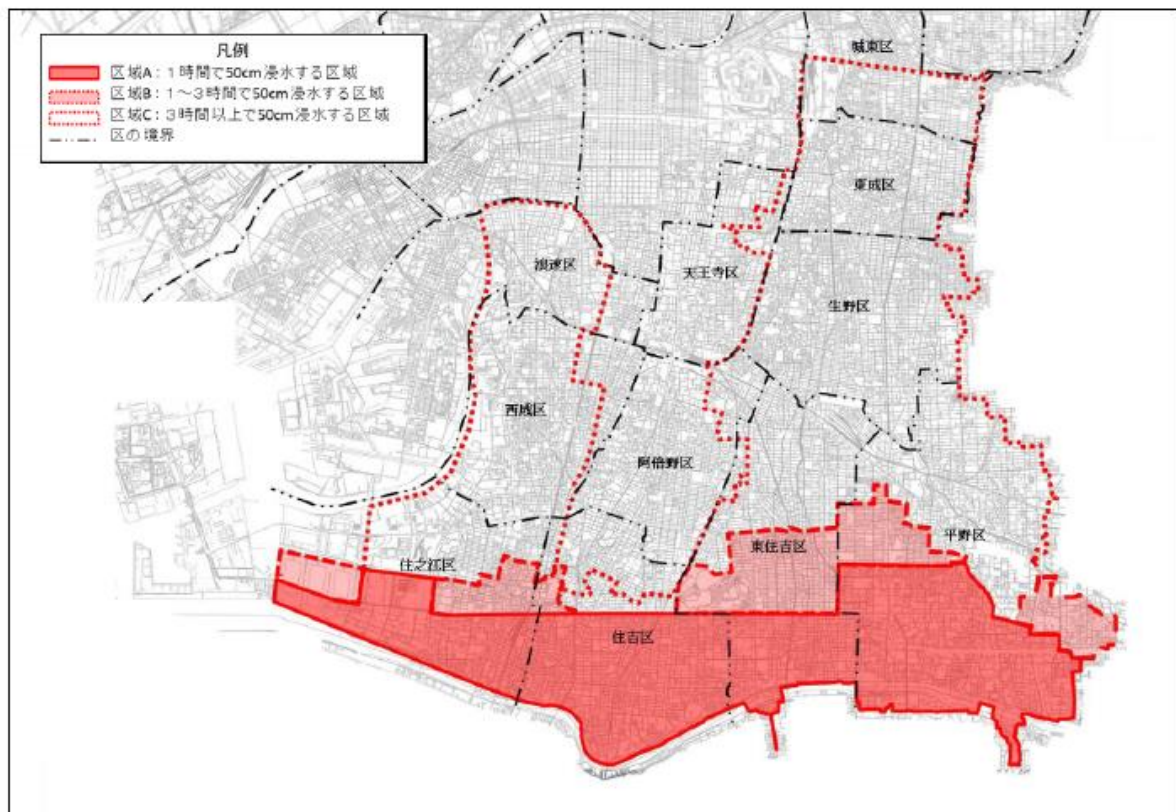 凡例
区域A：１時間で50cm浸水する区域
区域B：１～３時間で50cm浸水する区域
区域C：３時間以上で50cm浸水する区域
区の境界
城東区
東成区
浪速区
天王寺区
生野区
西成区
阿倍野区
東住吉区
平野区
住之江区
住吉区